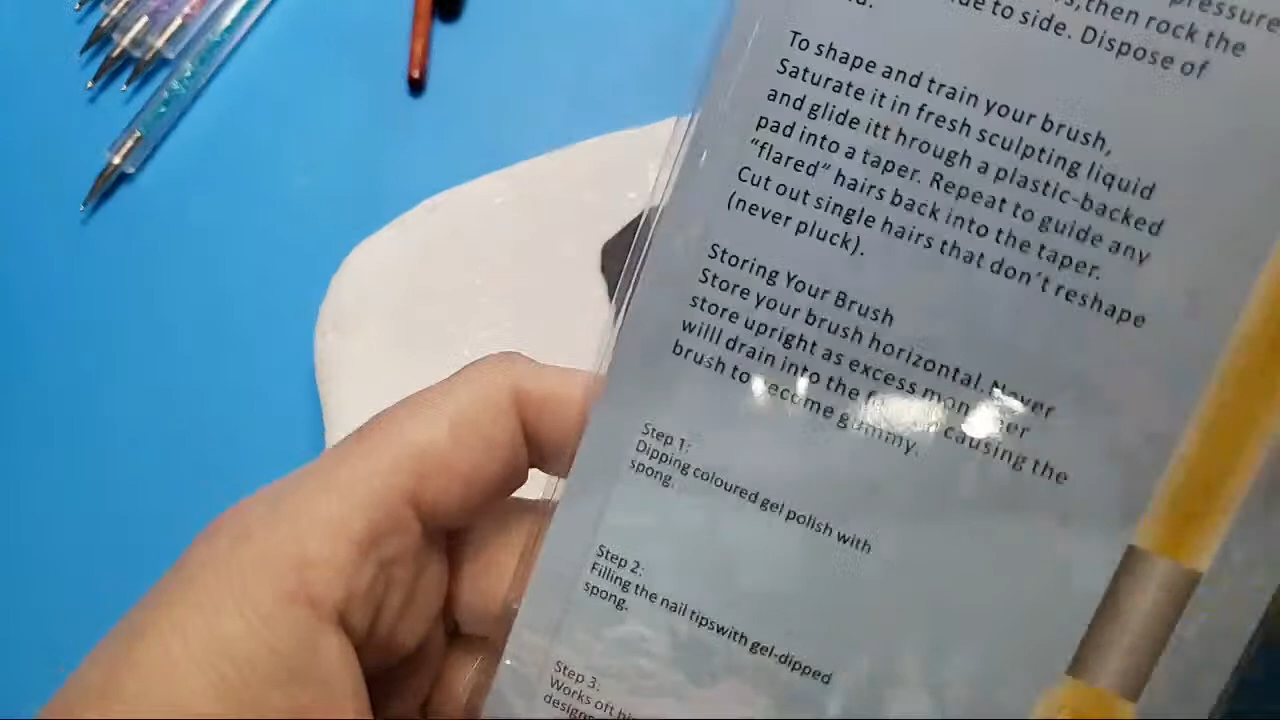 pressure
then rock the
to side. Dispose of
To shape and train your brush,
Saturate it in fresh sculpting liquid
and glide itt hrough a plastic-backed
pad into a taper. Repeat to guide any
“flared” hairs back into the taper.
Cut out single hairs that don't reshape
(never pluck).
Storing Your Brush
Store your brush horizontal. Never
store upright as excess
willl drain into the causing the
brush to become gummy.
Step 1:
Dipping coloured gel polish with
spong.
Step 2:
Filling the nail tipswith gel-dipped
spong.
Step 3:
Works oft